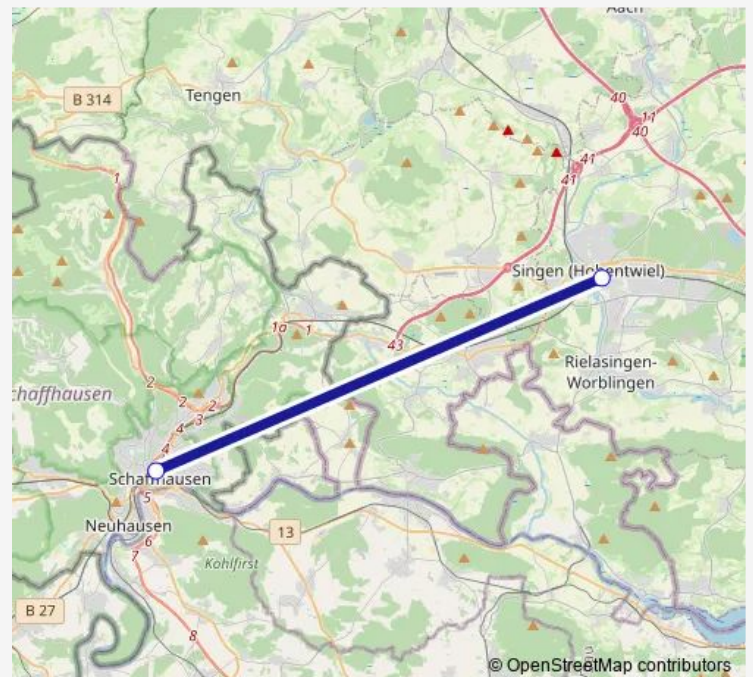 Aach
B 314
Tengen
40
11
40
41
41
1
Singen (Hohentwiel)
1a
1
43
Rielasingen-
Worblingen
2
2
2
3
4
4
chaffhausen
Schaffhausen
5
Neuhausen
6
13
7
Kohlfirst
B 27
8
© OpenStreetMap contributors